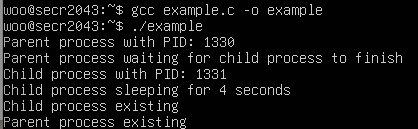 woo@secr2043:~$ gcc example.c -o example
woo@secr2043:~$ ./example
Parent process with PID: 1330
Parent process waiting for child process to finish
Child process with PID: 1331
Child process sleeping for 4 seconds
Child process existing
Parent process existing